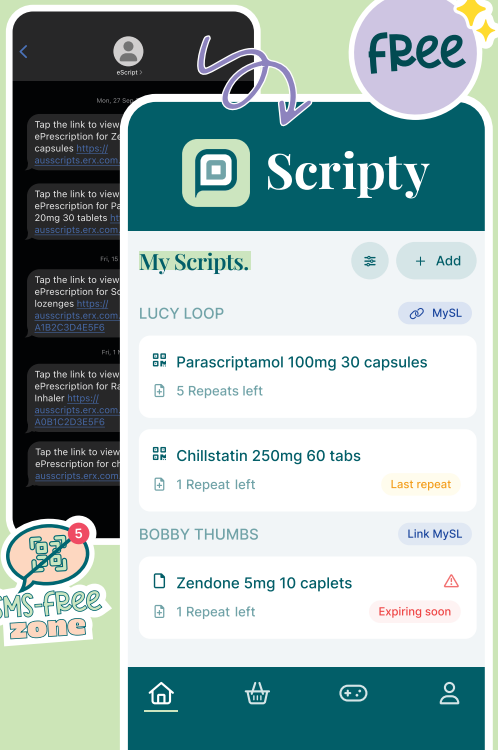 FREE
eScript
Mon, 27 Sep
Tap the link to view
ePrescription for Ze
capsules https://
ausscripts.erx.com.
Tap the link to view
ePrescription for Pa
20mg 30 tablets ht
ausscripts.erx.com.
Fri, 15
Tap the link to view
ePrescription for So
lozenges https://
ausscripts.erx.com.
A1B2C3D4E5F6
Fri, 1
Tap the link to view
ePrescription for Ra
Inhaler https://
ausscripts.erx.com.
A0B1C2D3E5F6
Tap the link to view
ePrescription for ch
ausscripts.erx.com.
5
SMS-FREE
ZONE
Scripty
My Scripts.
+ Add
LUCY LOOP
MySL
Parascriptamol 100mg 30 capsules
5 Repeats left
Chillstatin 250mg 60 tabs
1 Repeat left
Last repeat
BOBBY THUMBS
Link MySL
Zendone 5mg 10 caplets
1 Repeat left
Expiring soon